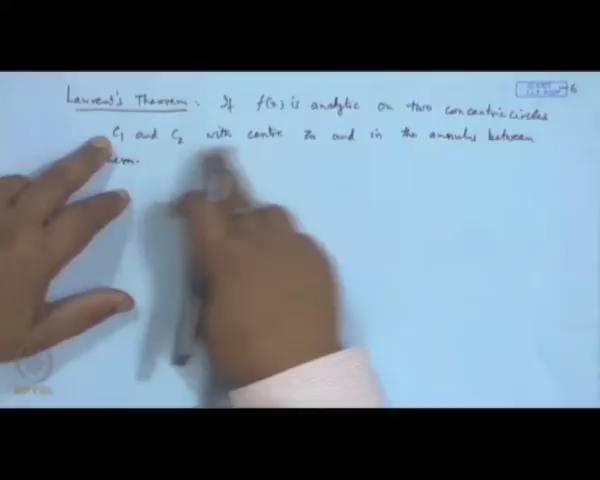 Laurent's Theorem : If f(z) is analytic on two concentric circles
C₁ and C₂ with centre z₀ and in the annulus between
them.
NPTEL